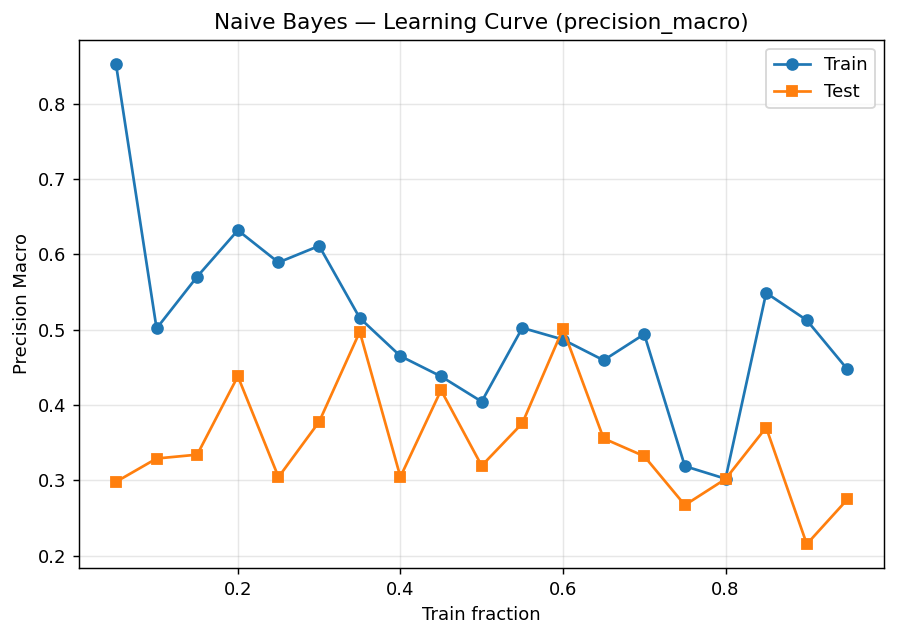 Naive Bayes — Learning Curve (precision_macro)
Train
Test
Precision Macro
0.8
0.7
0.6
0.5
0.4
0.3
0.2
0.2 0.4 0.6 0.8
Train fraction